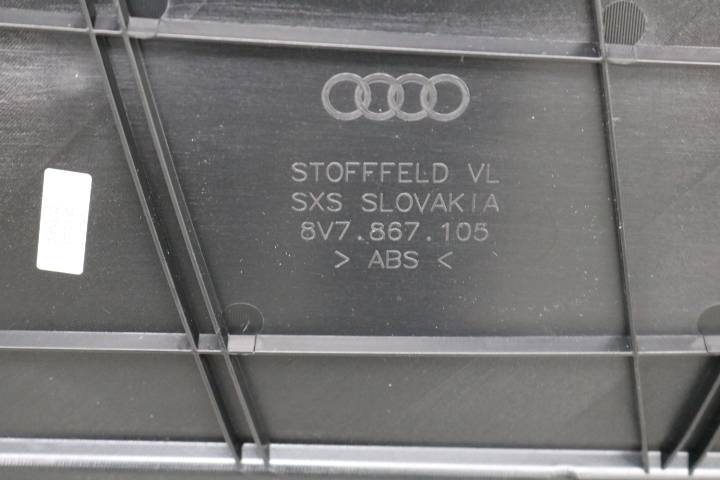 STOFFFELD VL
SXS SLOVAKIA
8V7.867.105
> ABS <